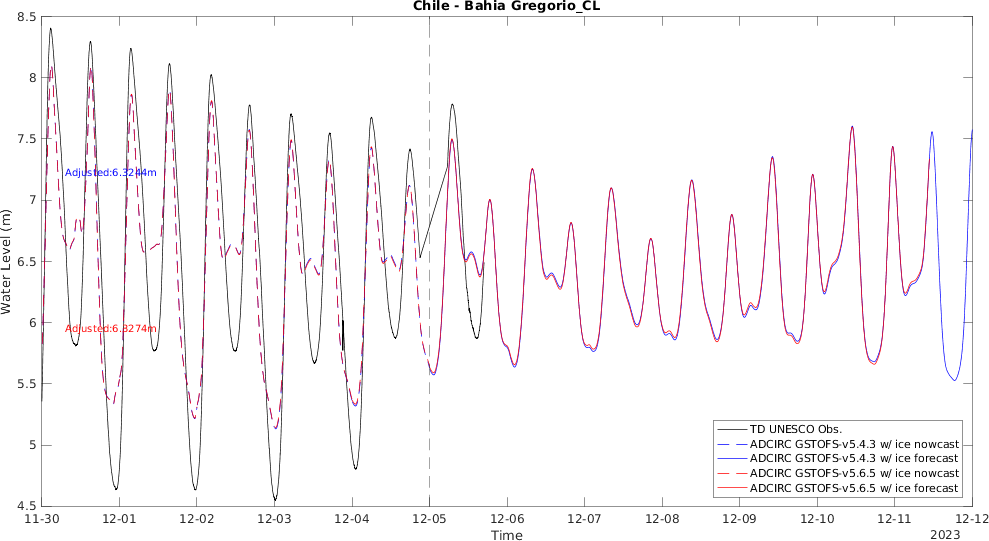 Chile - Bahia Gregorio_CL
Water Level (m)
8.5
8
7.5
7
6.5
6
5.5
5
4.5
Adjusted:6.3244m
Adjusted:6.3274m
TD UNESCO Obs.
ADCIRC GSTOFS-v5.4.3 w/ ice nowcast
ADCIRC GSTOFS-v5.4.3 w/ ice forecast
ADCIRC GSTOFS-v5.6.5 w/ ice nowcast
ADCIRC GSTOFS-v5.6.5 w/ ice forecast
11-30 12-01 12-02 12-03 12-04 12-05 12-06 12-07 12-08 12-09 12-10 12-11 12-12
Time
2023